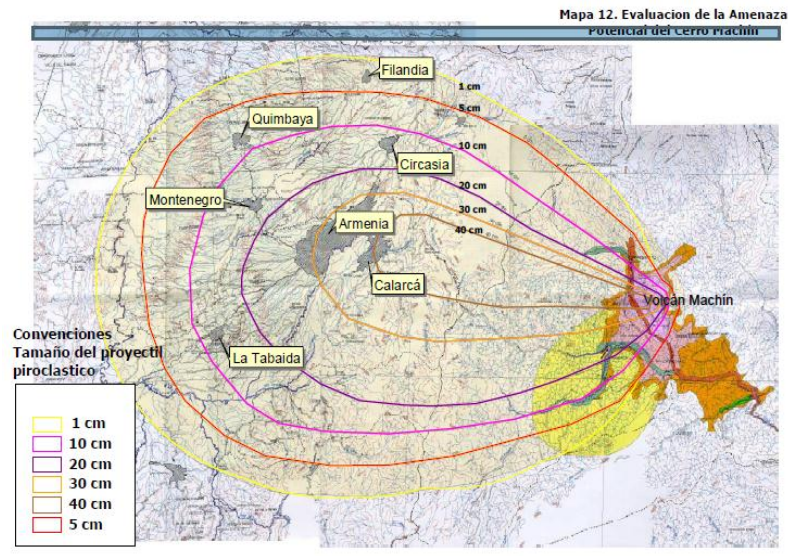 Mapa 12. Evaluacion de la Amenaza
Potencial del Cerro Machín
Filandia
1 cm
5 cm
Quimbaya
10 cm
Circasia
20 cm
Montenegro
30 cm
Armenia
40 cm
Calarcá
Volcán Machín
Convenciones
Tamaño del proyectil
piroclastico
La Tabaida
1 cm
10 cm
20 cm
30 cm
40 cm
5 cm